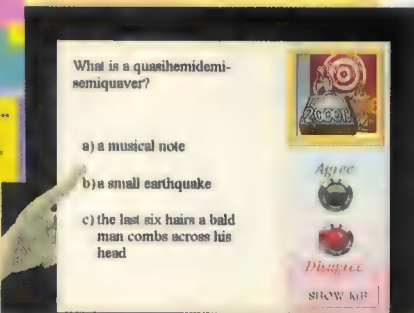 What is a quasihemidemi-
semiquaver?
2COOL!
a) a musical note
Agree
b) a small earthquake
c) the last six hairs a bald
man combs across his
head
Disagree
SHOW ME